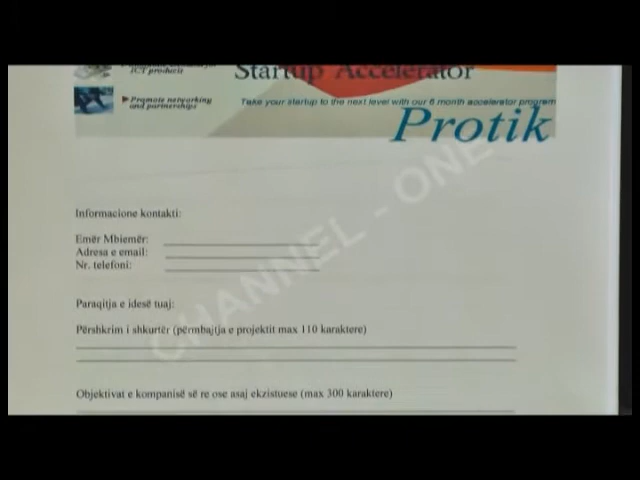 ICT products
Startup Accelerator
Promote networking
and partnerships
Take your startup to the next level with our 6 month accelerator program
Protik
CHANNEL - ONE
Informacione kontakti:
Emër Mbiemër:
Adresa e email:
Nr. telefoni:
Paraqitja e idesë tuaj:
Përshkrim i shkurtër (përmbajtja e projektit max 110 karaktere)
Objektivat e kompanisë së re ose asaj ekzistuese (max 300 karaktere)